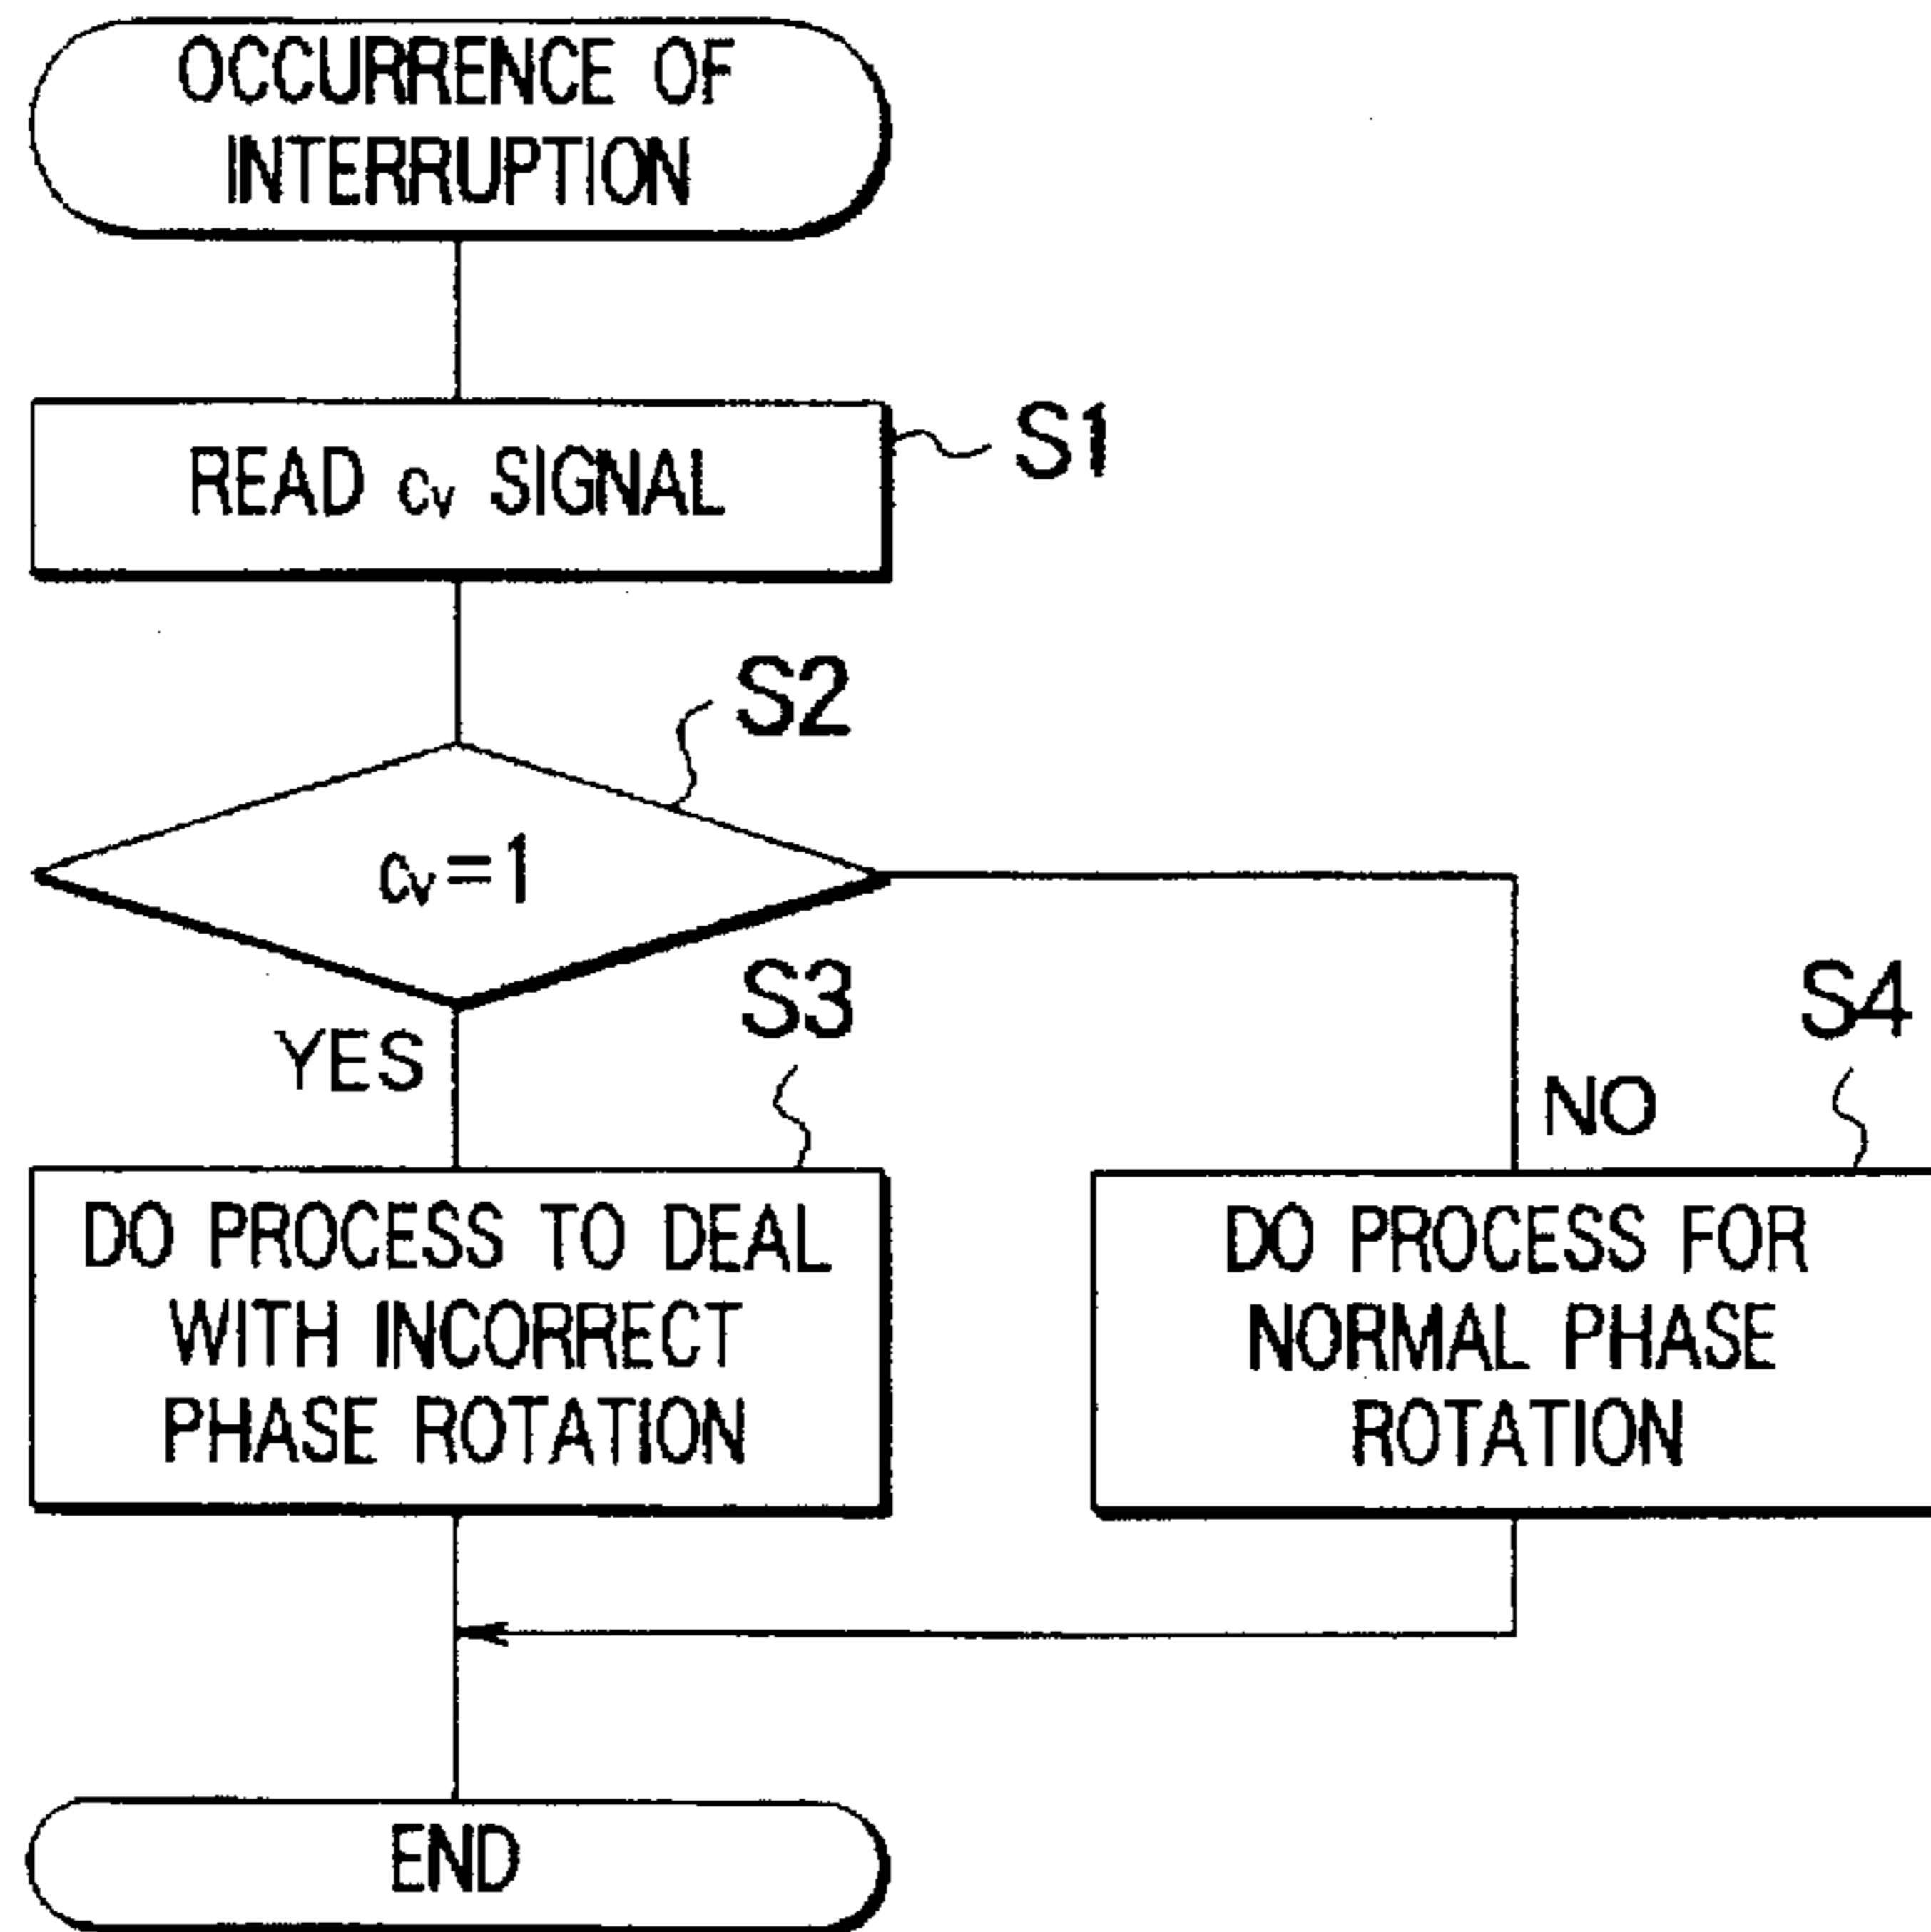 OCCURRENCE OF
INTERRUPTION
READ cv SIGNAL
S1
S2
cv=1
YES
NO
S3
DO PROCESS TO DEAL
WITH INCORRECT
PHASE ROTATION
S4
DO PROCESS FOR
NORMAL PHASE
ROTATION
END